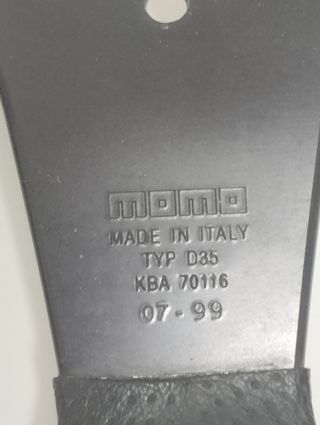 momo
MADE IN ITALY
TYP D35
KBA 70116
07-99